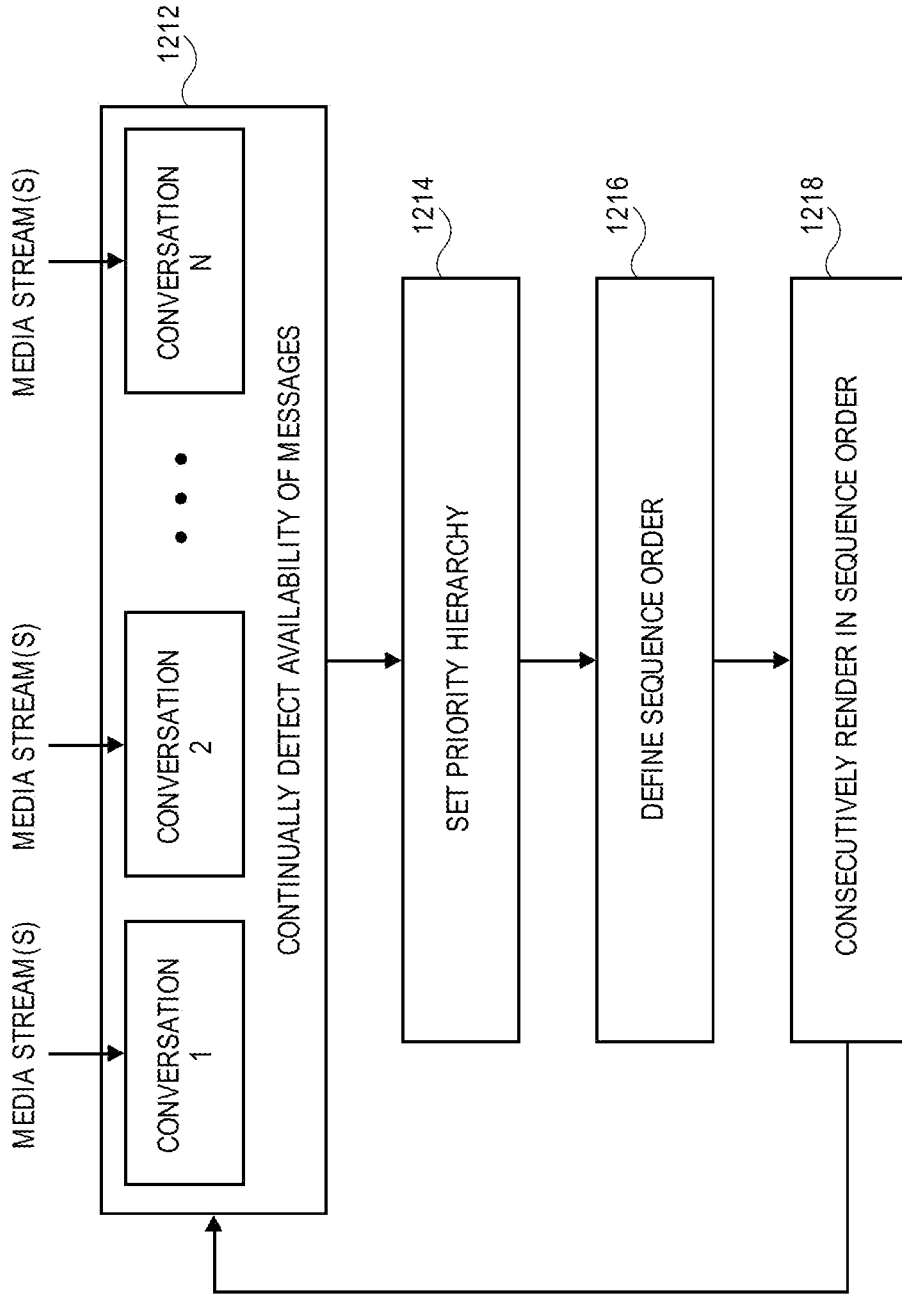 MEDIA STREAM(S)
MEDIA STREAM(S)
MEDIA STREAM(S)
1212
CONVERSATION
1
CONVERSATION
2
CONVERSATION
N
CONTINUALLY DETECT AVAILABILITY OF MESSAGES
1214
SET PRIORITY HIERARCHY
1216
DEFINE SEQUENCE ORDER
1218
CONSECUTIVELY RENDER IN SEQUENCE ORDER